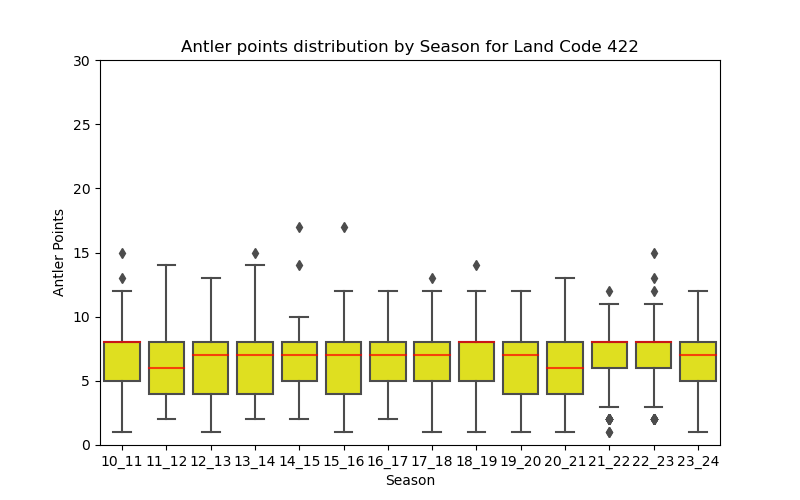 Antler points distribution by Season for Land Code 422
30
25
20
15
10
5
0
Antler Points
10_11 11_12 12_13 13_14 14_15 15_16 16_17 17_18 18_19 19_20 20_21 21_22 22_23 23_24
Season